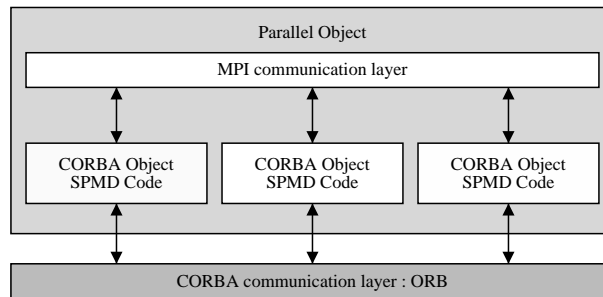 Parallel Object
MPI communication layer
CORBA Object
SPMD Code
CORBA Object
SPMD Code
CORBA Object
SPMD Code
CORBA communication layer : ORB